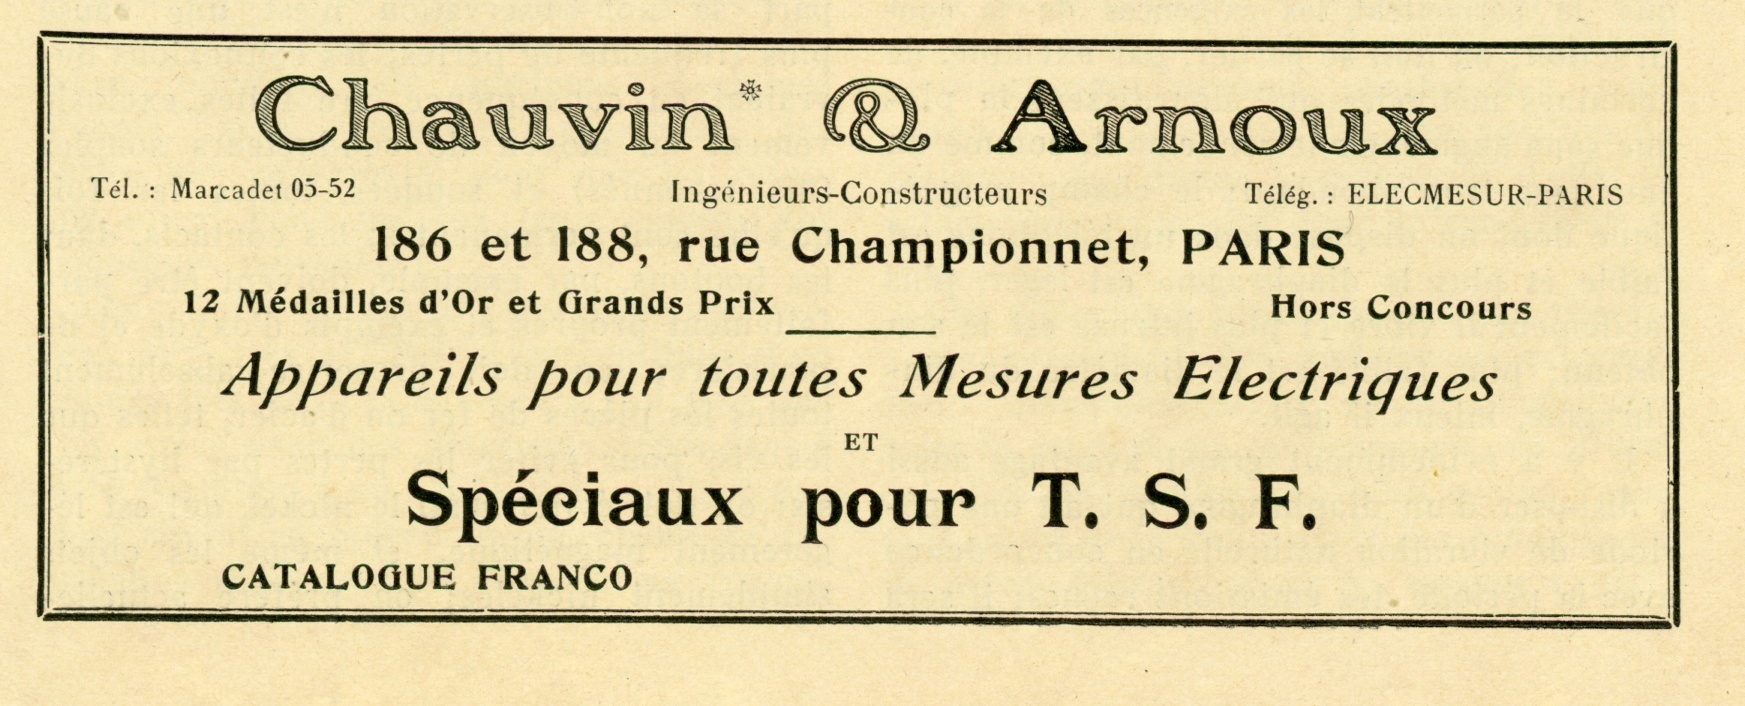 Chauvin & Arnoux
Tél. : Marcadet 05-52 Ingénieurs-Constructeurs Télég. : ELECMESUR-PARIS
186 et 188, rue Championnet, PARIS
12 Médailles d'Or et Grands Prix Hors Concours
Appareils pour toutes Mesures Electriques
ET
Spéciaux pour T. S. F.
CATALOGUE FRANCO